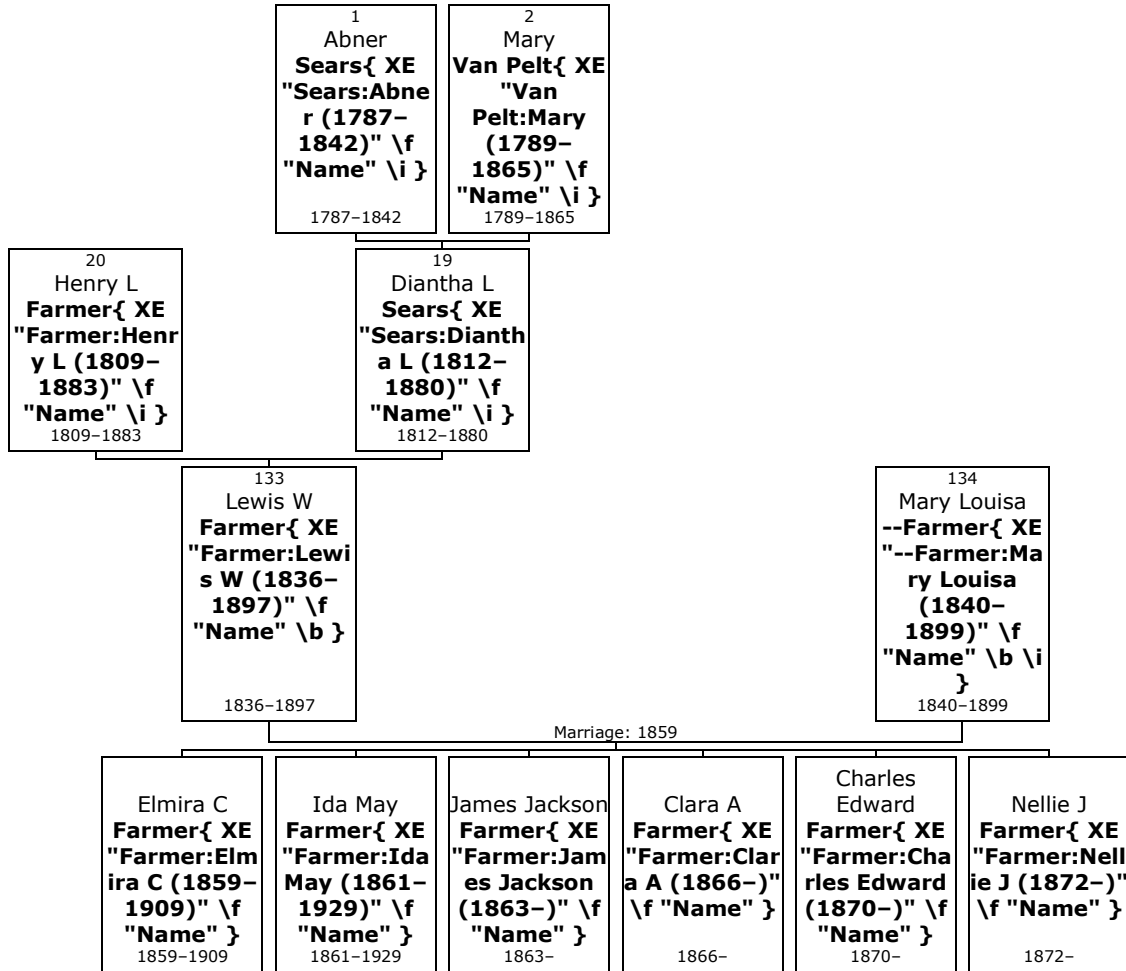 1
Abner
Sears{ XE
"Sears:Abne
r (1787–
1842)" \f
"Name" \i }
1787–1842
2
Mary
Van Pelt{ XE
"Van
Pelt:Mary
(1789–
1865)" \f
"Name" \i }
1789–1865
20
Henry L
Farmer{ XE
"Farmer:Henr
y L (1809–
1883)" \f
"Name" \i }
1809–1883
19
Diantha L
Sears{ XE
"Sears:Dianth
a L (1812–
1880)" \f
"Name" \i }
1812–1880
133
Lewis W
Farmer{ XE
"Farmer:Lewi
s W (1836–
1897)" \f
"Name" \b }
1836–1897
134
Mary Louisa
--Farmer{ XE
"--Farmer:Ma
ry Louisa
(1840–
1899)" \f
"Name" \b \i
}
1840–1899
Marriage: 1859
Elmira C
Farmer{ XE
"Farmer:Elm
ira C (1859–
1909)" \f
"Name" }
1859–1909
Ida May
Farmer{ XE
"Farmer:Ida
May (1861–
1929)" \f
"Name" }
1861–1929
James Jackson
Farmer{ XE
"Farmer:Jam
es Jackson
(1863–)" \f
"Name" }
1863–
Clara A
Farmer{ XE
"Farmer:Clar
a A (1866–)"
\f "Name" }
1866–
Charles
Edward
Farmer{ XE
"Farmer:Cha
rles Edward
(1870–)" \f
"Name" }
1870–
Nellie J
Farmer{ XE
"Farmer:Nell
ie J (1872–)"
\f "Name" }
1872–